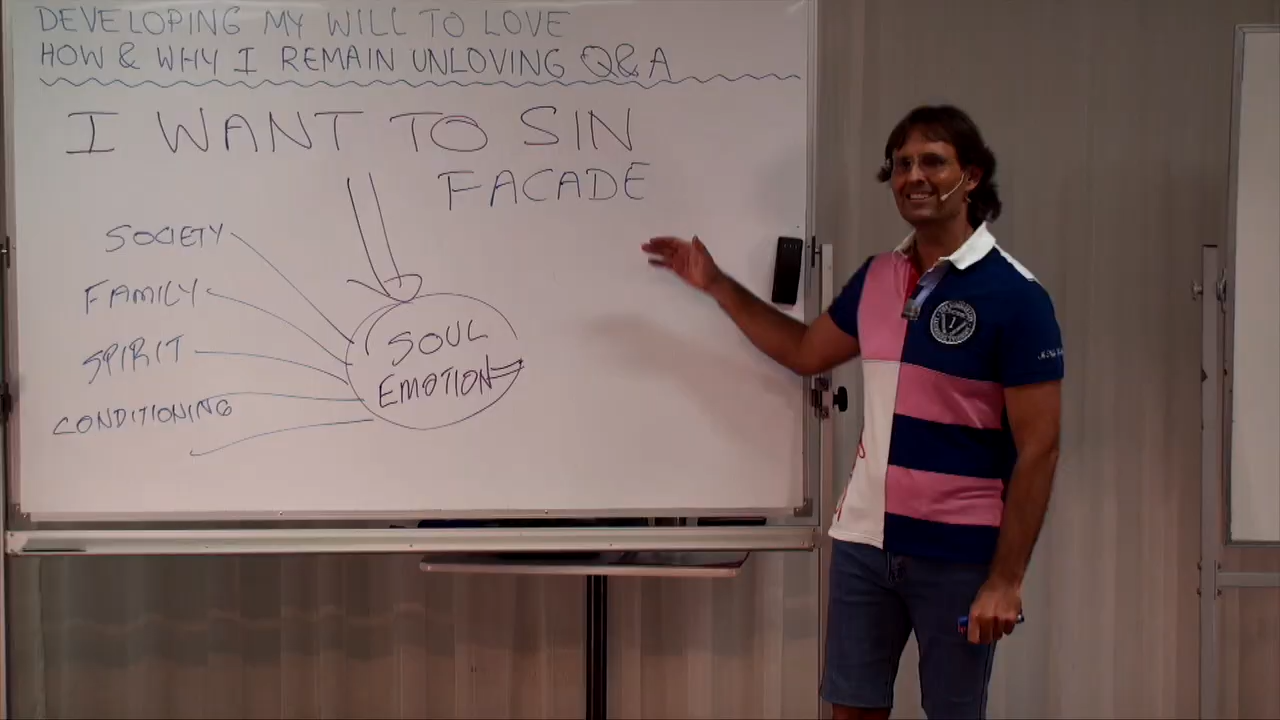 DEVELOPING MY WILL TO LOVE
HOW & WHY I REMAIN UNLOVING Q&A
I WANT TO SIN
FACADE
SOCIETY
FAMILY
SPIRIT
CONDITIONING
SOUL
EMOTION